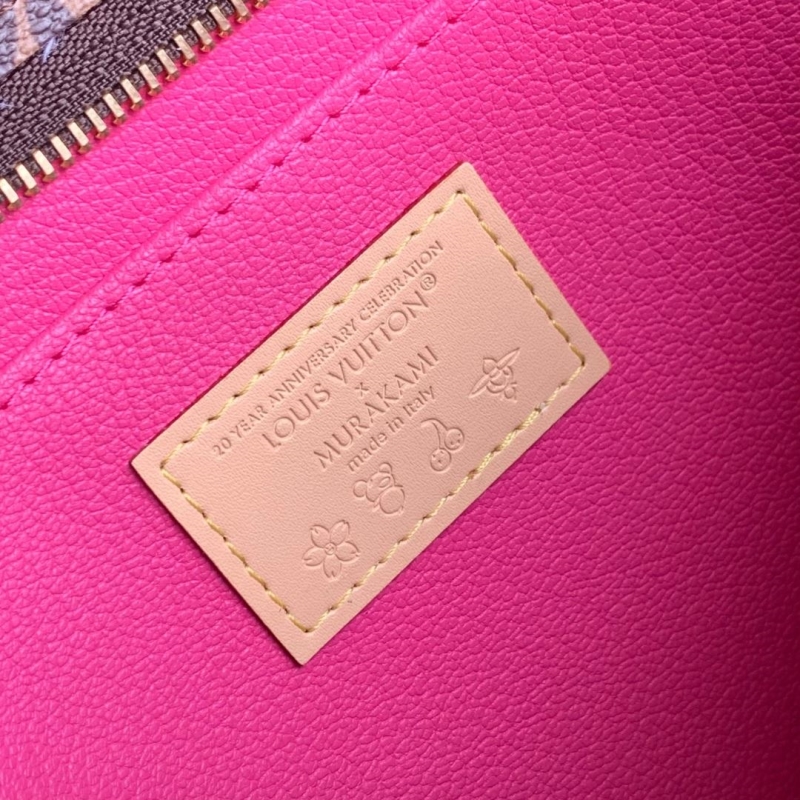 20 YEAR ANNIVERSARY CELEBRATION
LOUIS VUITTON®
x
MURAKAMI
made in Italy